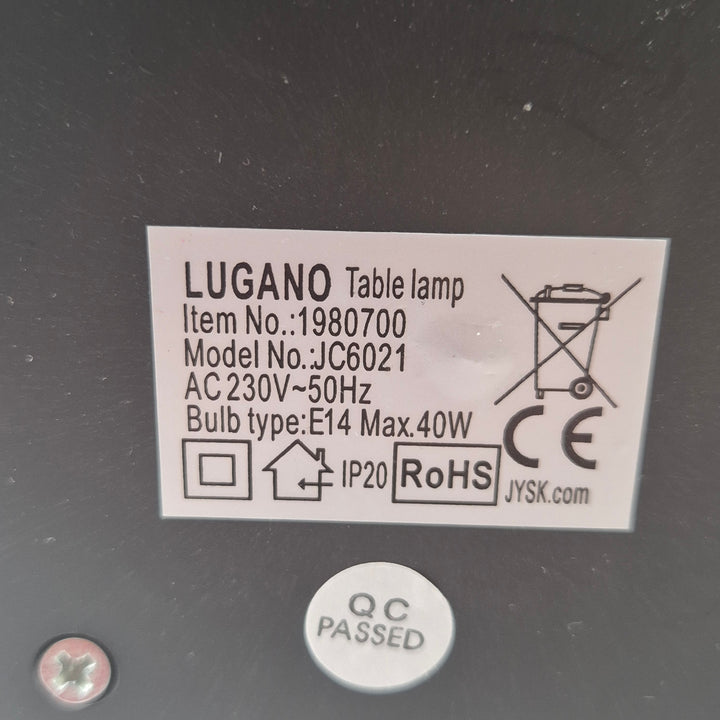 LUGANO Table lamp
Item No.:1980700
Model No.:JC6021
AC 230V~50Hz
Bulb type:E14 Max.40W
CE
IP20 RoHS JYSK.com
QC
PASSED